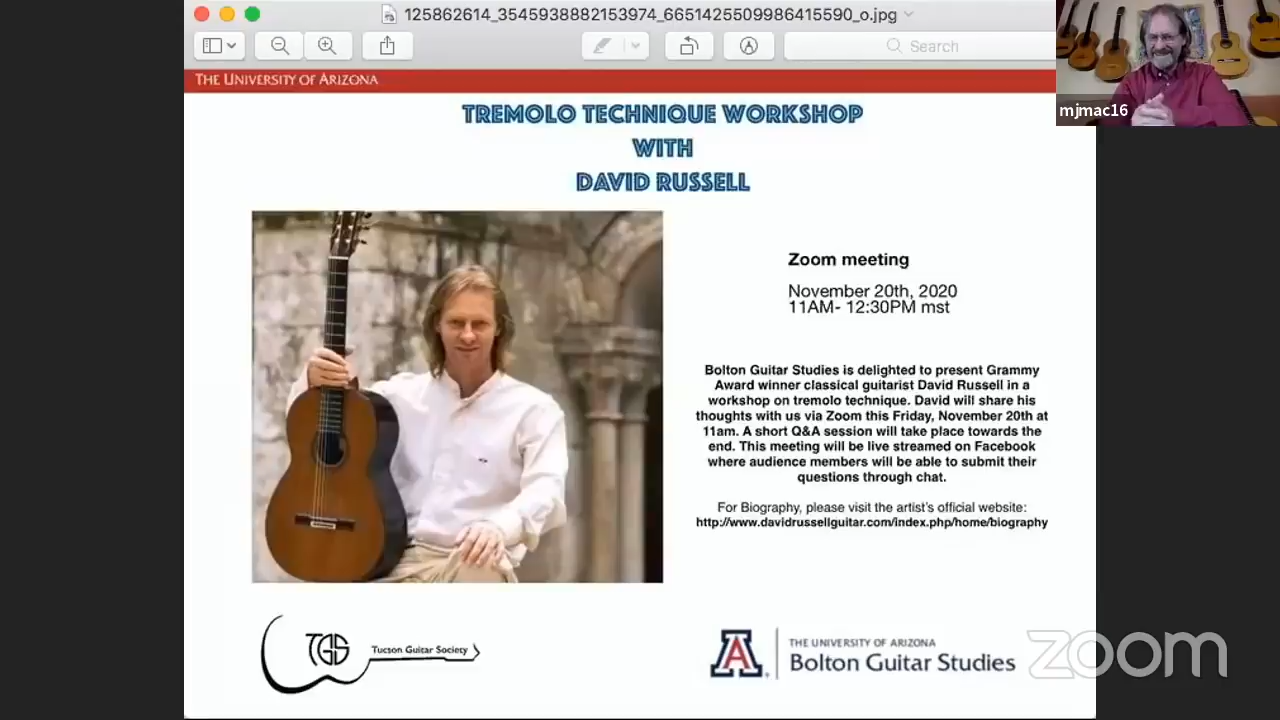 125862614_3545938882153974_6651425509986415590_o.jpg
Search
mjmac16
THE UNIVERSITY OF ARIZONA
TREMOLO TECHNIQUE WORKSHOP
WITH
DAVID RUSSELL
Zoom meeting
November 20th, 2020
11AM- 12:30PM mst
Bolton Guitar Studies is delighted to present Grammy
Award winner classical guitarist David Russell in a
workshop on tremolo technique. David will share his
thoughts with us via Zoom this Friday, November 20th at
11am. A short Q&A session will take place towards the
end. This meeting will be live streamed on Facebook
where audience members will be able to submit their
questions through chat.
For Biography, please visit the artist's official website:
http://www.davidrussellguitar.com/index.php/home/biography
TGS
Tucson Guitar Society
A
THE UNIVERSITY OF ARIZONA
Bolton Guitar Studies
zoom